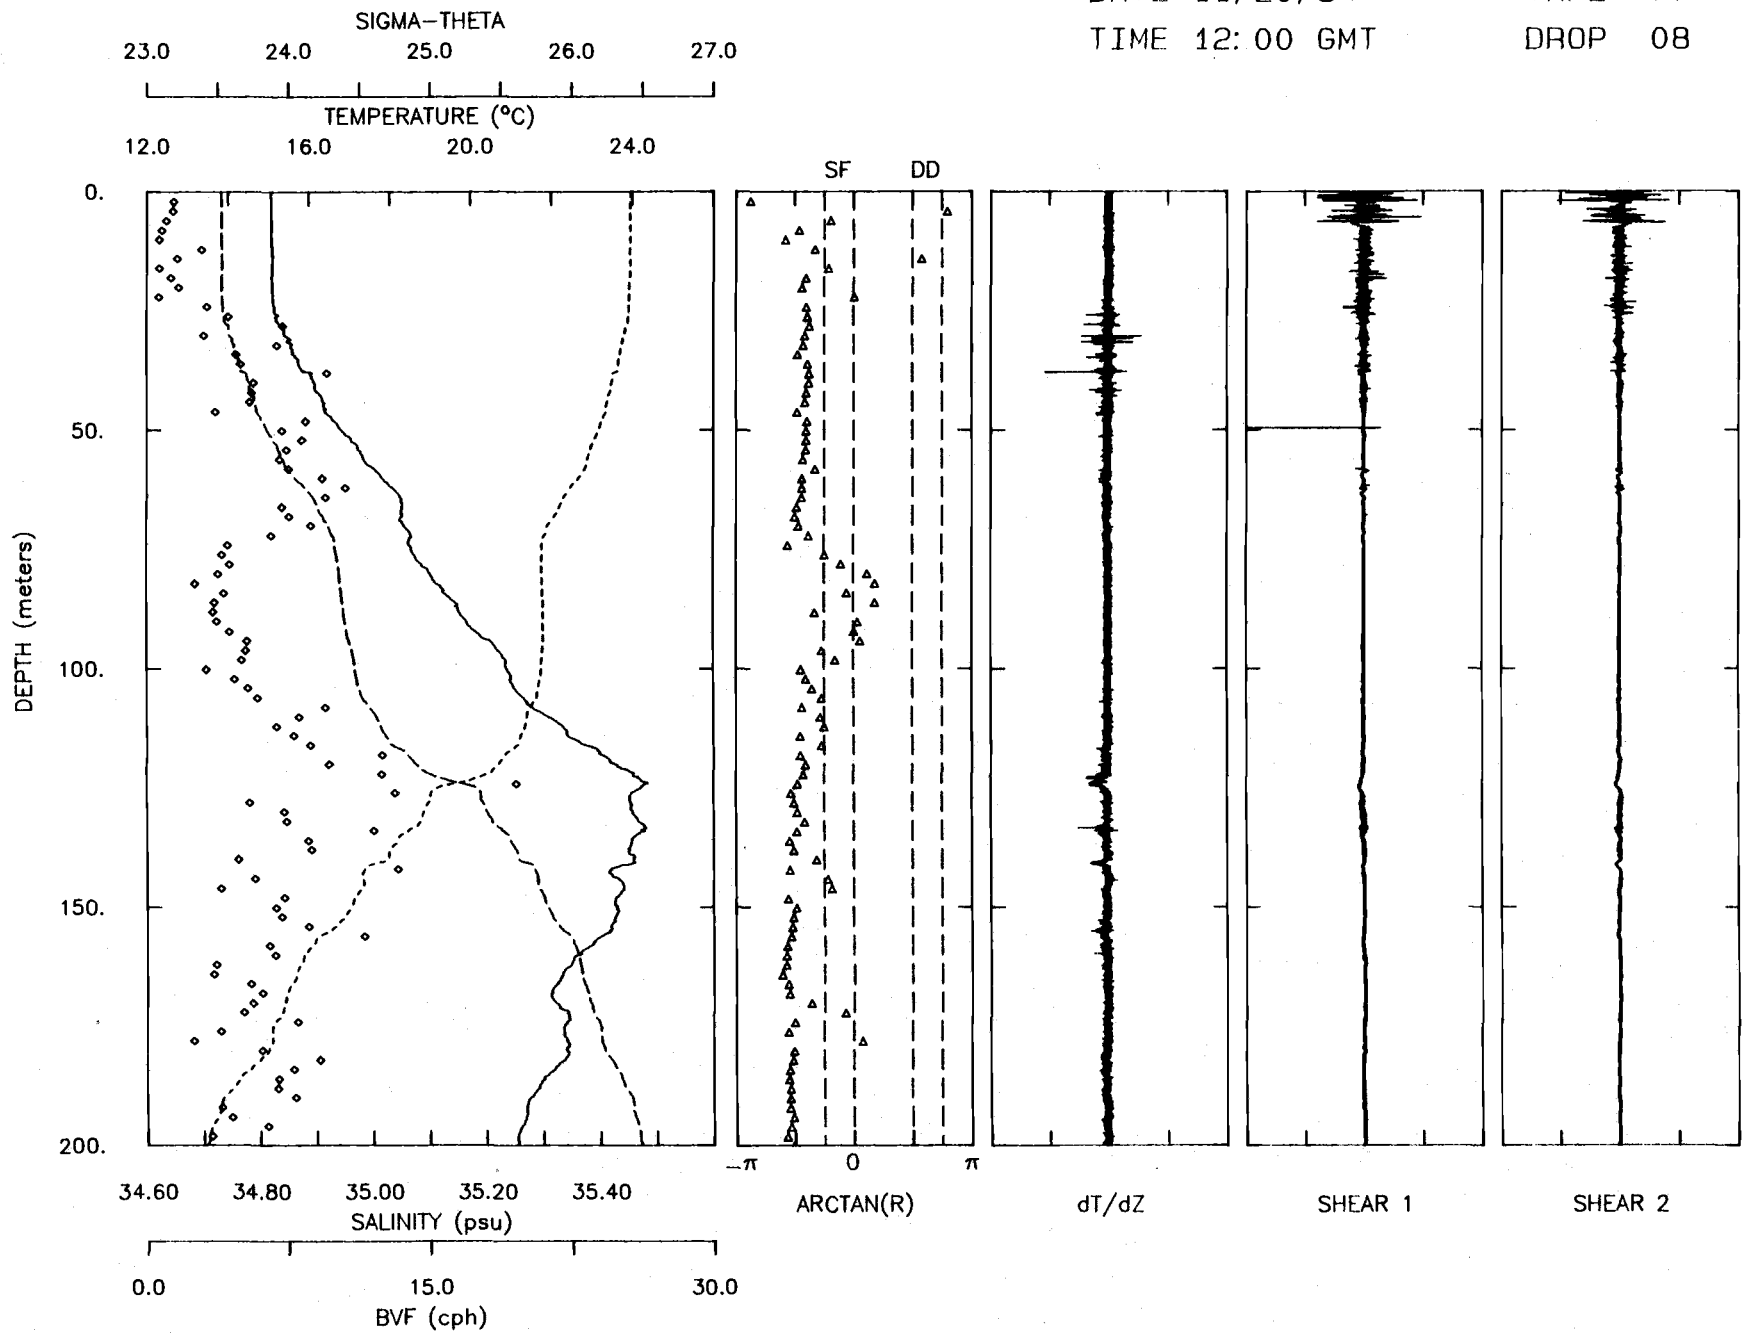 SIGMA-THETA
23.0 24.0 25.0 26.0 27.0
TIME 12:00 GMT DROP 08
TEMPERATURE (°C)
12.0 16.0 20.0 24.0
SF DD
0.
50.
100.
150.
200.
DEPTH (meters)
-π 0 π
34.60 34.80 35.00 35.20 35.40
SALINITY (psu)
ARCTAN(R) dT/dZ SHEAR 1 SHEAR 2
0.0 15.0 30.0
BVF (cph)